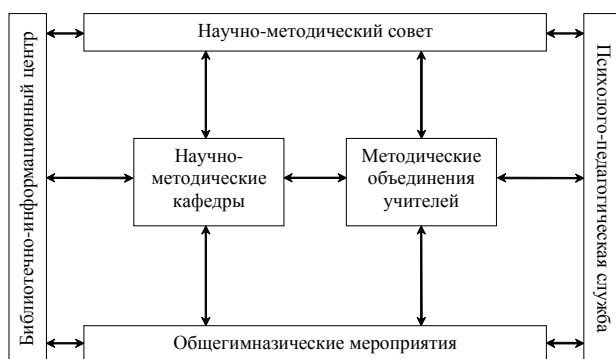 Научно-методический совет
Библиотечно-информационный центр
Научно-
методические
кафедры
Методические
объединения
учителей
Психолого-педагогическая служба
Общегимназические мероприятия